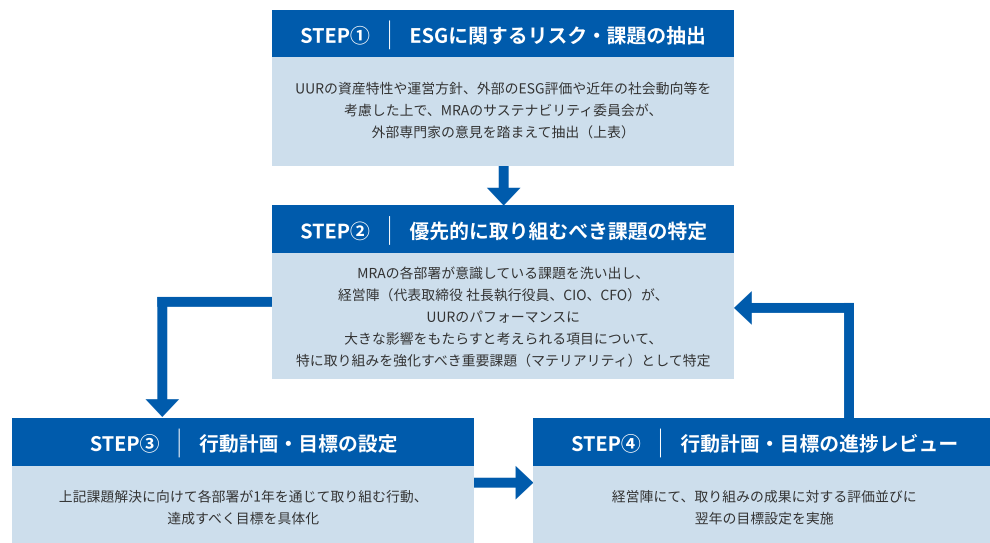 STEP① ESGに関するリスク・課題の抽出
UURの資産特性や運営方針、外部のESG評価や近年の社会動向等を
考慮した上で、MRAのサステナビリティ委員会が、
外部専門家の意見を踏まえて抽出（上表）
STEP② 優先的に取り組むべき課題の特定
MRAの各部署が意識している課題を洗い出し、
経営陣（代表取締役 社長執行役員、CIO、CFO）が、
UURのパフォーマンスに
大きな影響をもたらすと考えられる項目について、
特に取り組みを強化すべき重要課題（マテリアリティ）として特定
STEP③ 行動計画・目標の設定
上記課題解決に向けて各部署が1年を通じて取り組む行動、
達成すべく目標を具体化
STEP④ 行動計画・目標の進捗レビュー
経営陣にて、取り組みの成果に対する評価並びに
翌年の目標設定を実施